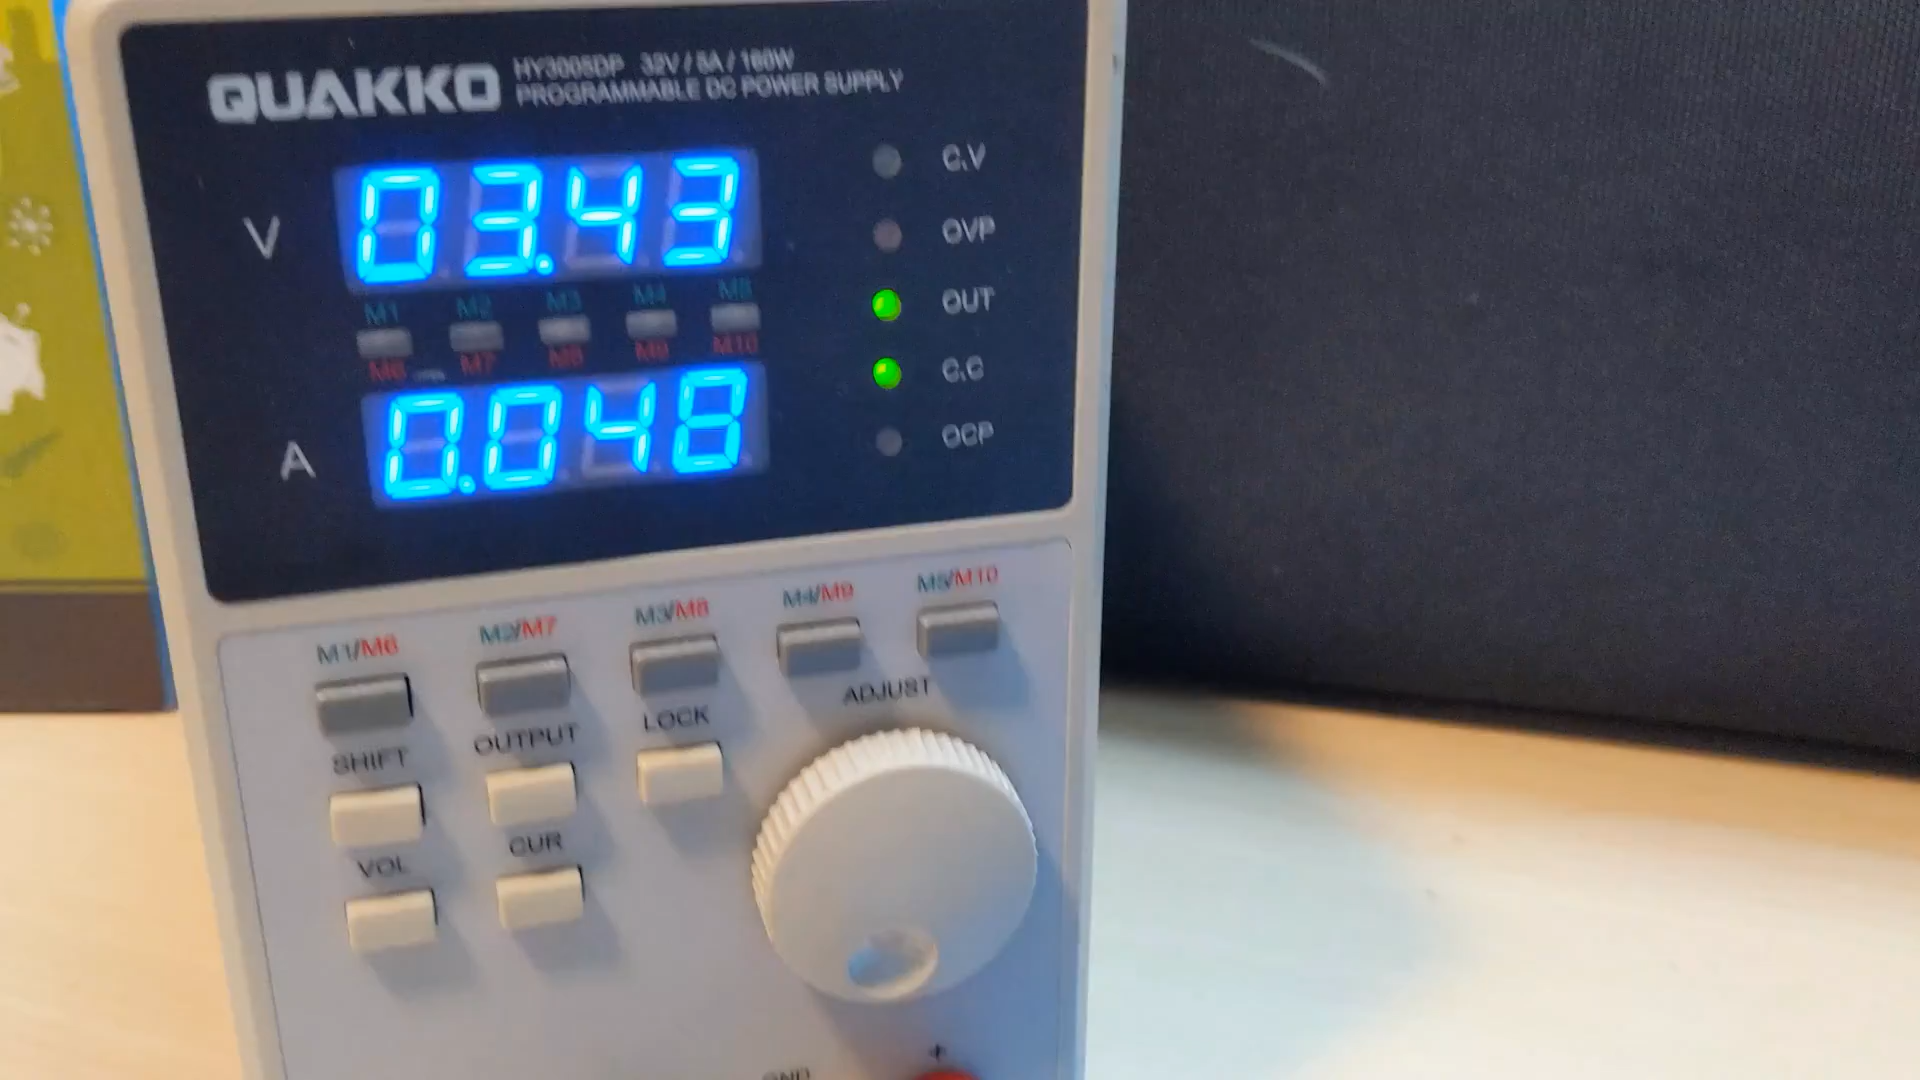 QUAKKO HY3005DP 32V / 5A / 160W
PROGRAMMABLE DC POWER SUPPLY
V 03.43
C.V
OVP
OUT
C.C
OCP
M1 M2 M3 M4 M5
M6 M7 M8 M9 M10
A 0.048
M1/M6 M2/M7 M3/M8 M4/M9 M5/M10
SHIFT OUTPUT LOCK ADJUST
VOL CUR
GND +